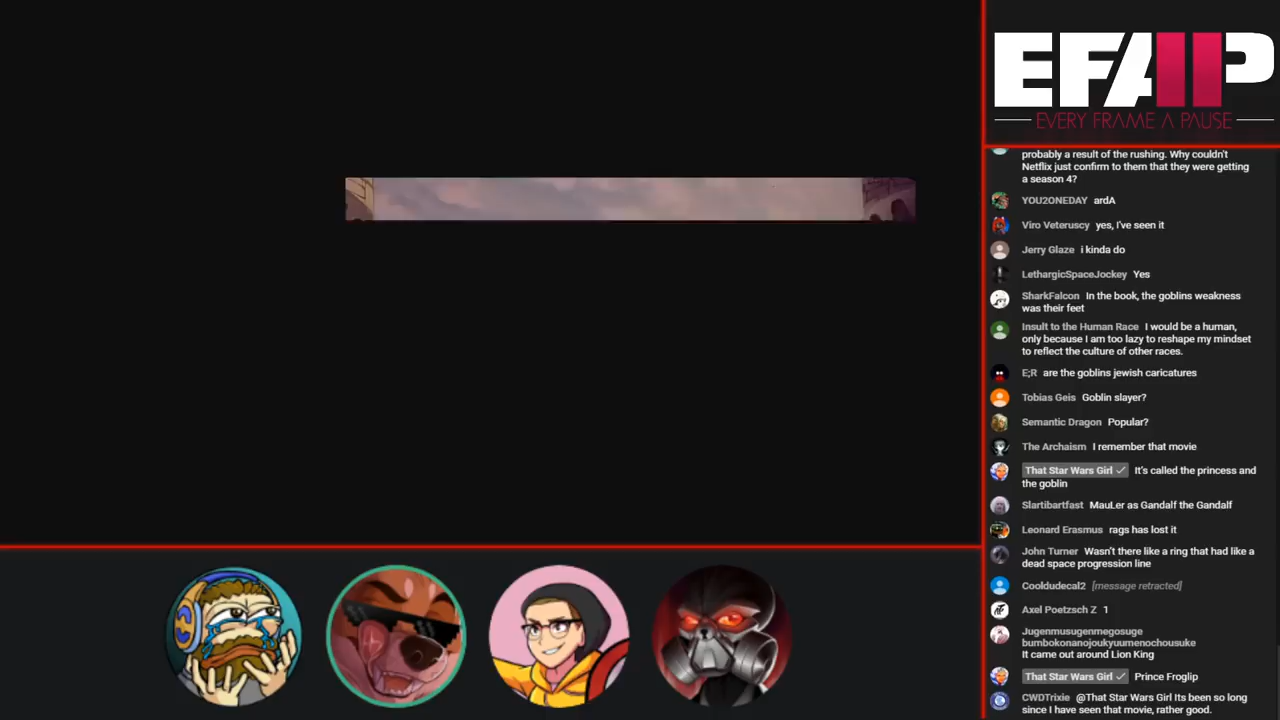 EFAP
EVERY FRAME A PAUSE
probably a result of the rushing. Why couldn't
Netflix just confirm to them that they were getting
a season 4?
YOU2ONEDAY ardA
Viro Veteruscy yes, I've seen it
Jerry Glaze i kinda do
LethargicSpaceJockey Yes
SharkFalcon In the book, the goblins weakness
was their feet
Insult to the Human Race I would be a human,
only because I am too lazy to reshape my mindset
to reflect the culture of other races.
E;R are the goblins jewish caricatures
Tobias Geis Goblin slayer?
Semantic Dragon Popular?
The Archaism I remember that movie
That Star Wars Girl ✓ It's called the princess and
the goblin
Slartibartfast MauLer as Gandalf the Gandalf
Leonard Erasmus rags has lost it
John Turner Wasn't there like a ring that had like a
dead space progression line
Cooldudecal2 [message retracted]
Axel Poetzsch Z 1
Jugenmusugenmegosuge
bumbokonanojoukyuumenochousuke
It came out around Lion King
That Star Wars Girl ✓ Prince Froglip
CWDTrixie @That Star Wars Girl Its been so long
since I have seen that movie, rather good.